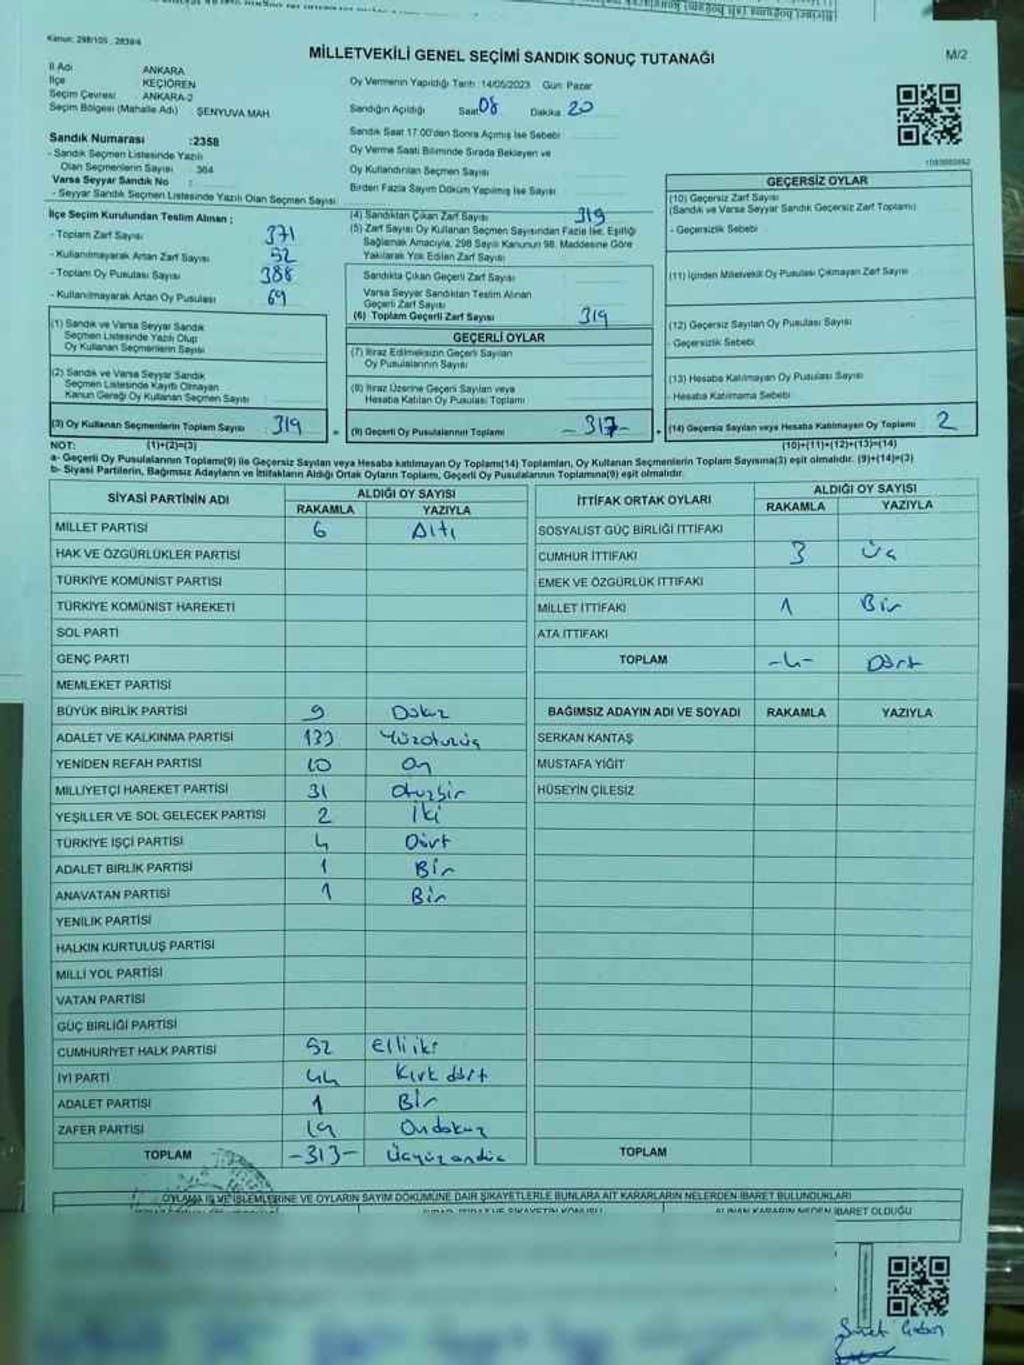 Kanun: 298/105 , 2839/4
MİLLETVEKİLİ GENEL SEÇİMİ SANDIK SONUÇ TUTANAĞI
M/2
İl Adı ANKARA
İlçe KEÇİÖREN
Seçim Çevresi ANKARA-2
Seçim Bölgesi (Mahalle Adı) ŞENYUVA MAH.
Oy Vermenin Yapıldığı Tarih :14/05/2023 Gün: Pazar
Sandığın Açıldığı Saat 08 Dakika 20
Sandık Saat 17.00'den Sonra Açılmış İse Sebebi
Oy Verme Saati Bitiminde Sırada Bekleyen ve
Oy Kullandırılan Seçmen Sayısı
Birden Fazla Sayım Döküm Yapılmış İse Sayısı
Sandık Numarası :2358
- Sandık Seçmen Listesinde Yazılı
Olan Seçmenlerin Sayısı 364
Varsa Seyyar Sandık No :
- Seyyar Sandık Seçmen Listesinde Yazılı Olan Seçmen Sayısı
İlçe Seçim Kurulundan Teslim Alınan :
- Toplam Zarf Sayısı 371
- Kullanılmayarak Artan Zarf Sayısı 52
- Toplam Oy Pusulası Sayısı 388
- Kullanılmayarak Artan Oy Pusulası 69
(1) Sandık ve Varsa Seyyar Sandık
Seçmen Listesinde Yazılı Olup
Oy Kullanan Seçmenlerin Sayısı
(2) Sandık ve Varsa Seyyar Sandık
Seçmen Listesinde Kayıtlı Olmayan
Kanun Gereği Oy Kullanan Seçmen Sayısı
(3) Oy Kullanan Seçmenlerin Toplam Sayısı 319
(4) Sandıktan Çıkan Zarf Sayısı 319
(5) Zarf Sayısı Oy Kullanan Seçmen Sayısından Fazla İse, Eşitliği
Sağlamak Amacıyla, 298 Sayılı Kanunun 98. Maddesine Göre
Yakılarak Yok Edilen Zarf Sayısı
Sandıkta Çıkan Geçerli Zarf Sayısı
Varsa Seyyar Sandıktan Teslim Alınan
Geçerli Zarf Sayısı
(6) Toplam Geçerli Zarf Sayısı 319
GEÇERLİ OYLAR
(7) İtiraz Edilmeksizin Geçerli Sayılan
Oy Pusulalarının Sayısı
(8) İtiraz Üzerine Geçerli Sayılan veya
Hesaba Katılan Oy Pusulası Toplamı
= (9) Geçerli Oy Pusulalarının Toplamı -317-
GEÇERSİZ OYLAR
(10) Geçersiz Zarf Sayısı
(Sandık ve Varsa Seyyar Sandık Geçersiz Zarf Toplamı)
- Geçersizlik Sebebi
(11) İçinden Milletvekili Oy Pusulası Çıkmayan Zarf Sayısı
(12) Geçersiz Sayılan Oy Pusulası Sayısı
- Geçersizlik Sebebi
(13) Hesaba Katılmayan Oy Pusulası Sayısı
- Hesaba Katılmama Sebebi
+ (14) Geçersiz Sayılan veya Hesaba Katılmayan Oy Toplamı 2
NOT: (1)+(2)=(3)
(10)+(11)+(12)+(13)=(14)
a- Geçerli Oy Pusulalarının Toplamı(9) ile Geçersiz Sayılan veya Hesaba katılmayan Oy Toplamı(14) Toplamları, Oy Kullanan Seçmenlerin Toplam Sayısına(3) eşit olmalıdır. (9)+(14)=(3)
b- Siyasi Partilerin, Bağımsız Adayların ve İttifakların Aldığı Ortak Oyların Toplamı, Geçerli Oy Pusulalarının Toplamına(9) eşit olmalıdır.
SİYASİ PARTİNİN ADI ALDIĞI OY SAYISI
RAKAMLA YAZIYLA
MİLLET PARTİSİ 6 Altı
HAK VE ÖZGÜRLÜKLER PARTİSİ
TÜRKİYE KOMÜNİST PARTİSİ
TÜRKİYE KOMÜNİST HAREKETİ
SOL PARTİ
GENÇ PARTİ
MEMLEKET PARTİSİ
BÜYÜK BİRLİK PARTİSİ 9 Dokuz
ADALET VE KALKINMA PARTİSİ 133 Yüzotuzüç
YENİDEN REFAH PARTİSİ 10 On
MİLLİYETÇİ HAREKET PARTİSİ 31 Otuzbir
YEŞİLLER VE SOL GELECEK PARTİSİ 2 İki
TÜRKİYE İŞÇİ PARTİSİ 4 Dört
ADALET BİRLİK PARTİSİ 1 Bir
ANAVATAN PARTİSİ 1 Bir
YENİLİK PARTİSİ
HALKIN KURTULUŞ PARTİSİ
MİLLİ YOL PARTİSİ
VATAN PARTİSİ
GÜÇ BİRLİĞİ PARTİSİ
CUMHURİYET HALK PARTİSİ 52 elli iki
İYİ PARTİ 44 Kırk dört
ADALET PARTİSİ 1 Bir
ZAFER PARTİSİ 19 Ondokuz
TOPLAM -313- Üçyüzonüç
İTTİFAK ORTAK OYLARI ALDIĞI OY SAYISI
RAKAMLA YAZIYLA
SOSYALİST GÜÇ BİRLİĞİ İTTİFAKI
CUMHUR İTTİFAKI 3 Üç
EMEK VE ÖZGÜRLÜK İTTİFAKI
MİLLET İTTİFAKI 1 Bir
ATA İTTİFAKI
TOPLAM -4- Dört
BAĞIMSIZ ADAYIN ADI VE SOYADI RAKAMLA YAZIYLA
SERKAN KANTAŞ
MUSTAFA YİĞİT
HÜSEYİN ÇİLESİZ
TOPLAM
OYLAMA İŞ VE İŞLEMLERİNE VE OYLARIN SAYIM DÖKÜMÜNE DAİR ŞİKAYETLERLE BUNLARA AİT KARARLARIN NELERDEN İBARET BULUNDUKLARI
ALINAN KARARIN NEDEN İBARET OLDUĞU